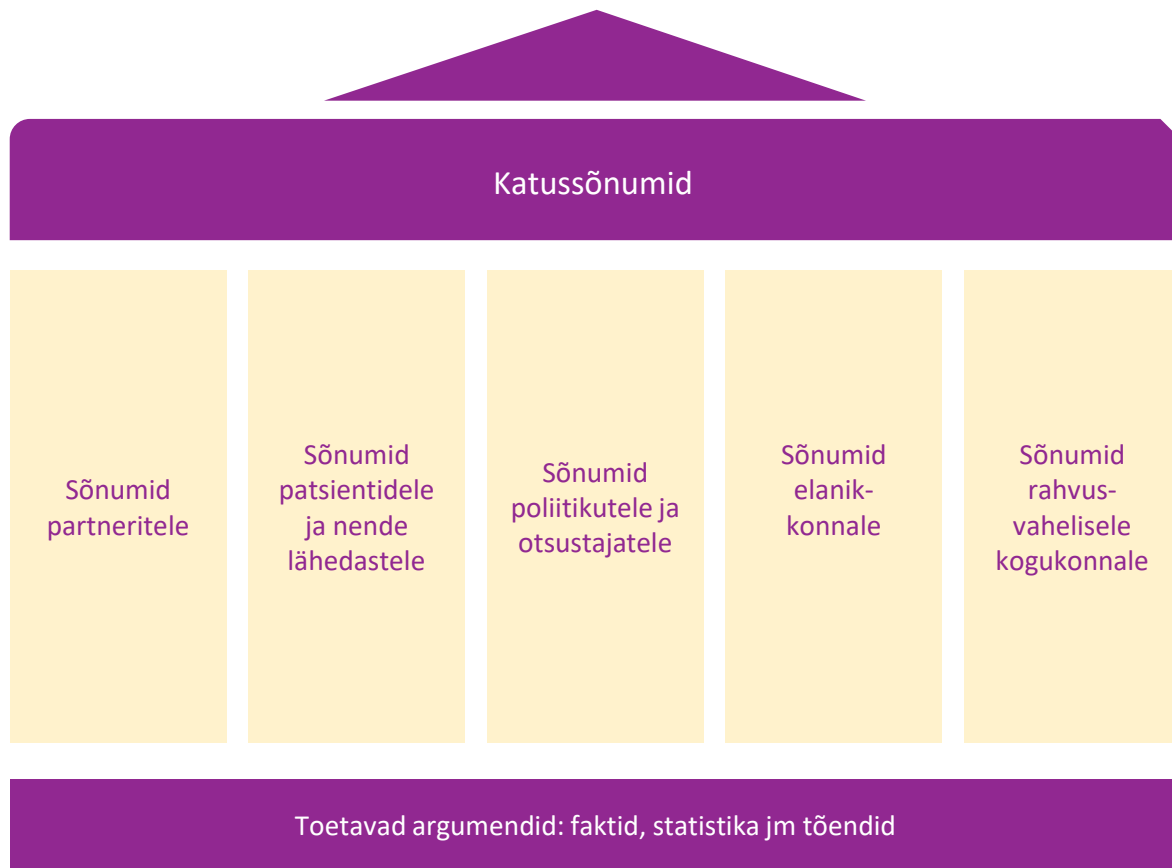 Katussõnumid
Sõnumid
partneritele
Sõnumid
patsientidele
ja nende
lähedastele
Sõnumid
poliitikutele ja
otsustajatele
Sõnumid
elanik-
konnale
Sõnumid
rahvus-
vahelisele
kogukonnale
Toetavad argumendid: faktid, statistika jm tõendid